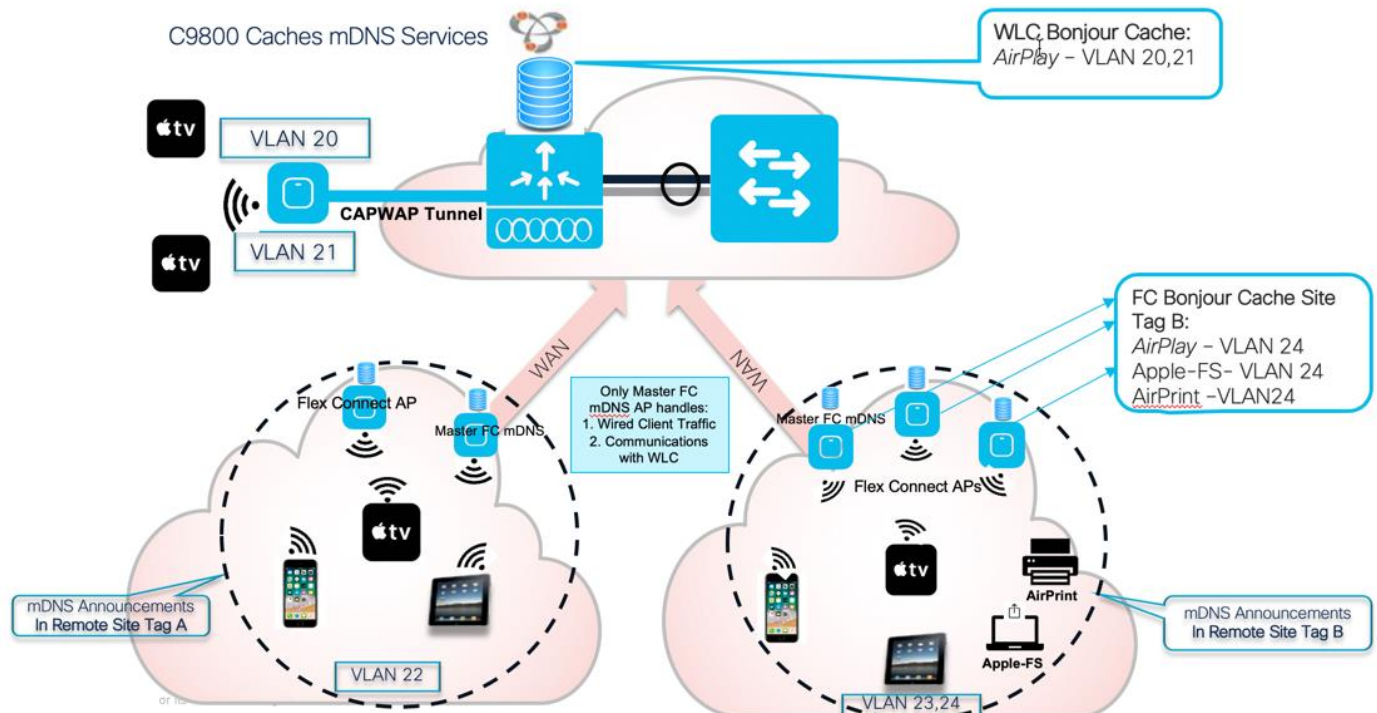 C9800 Caches mDNS Services
WLC Bonjour Cache:
AirPlay – VLAN 20,21
tv
VLAN 20
CAPWAP Tunnel
VLAN 21
tv
WAN
WAN
Only Master FC
mDNS AP handles:
1. Wired Client Traffic
2. Communications
with WLC
FC Bonjour Cache Site
Tag B:
AirPlay – VLAN 24
Apple-FS- VLAN 24
AirPrint –VLAN24
Flex Connect AP
Master FC mDNS
Master FC mDNS
Flex Connect APs
tv
tv
AirPrint
Apple-FS
mDNS Announcements
In Remote Site Tag A
mDNS Announcements
In Remote Site Tag B
VLAN 22
VLAN 23,24